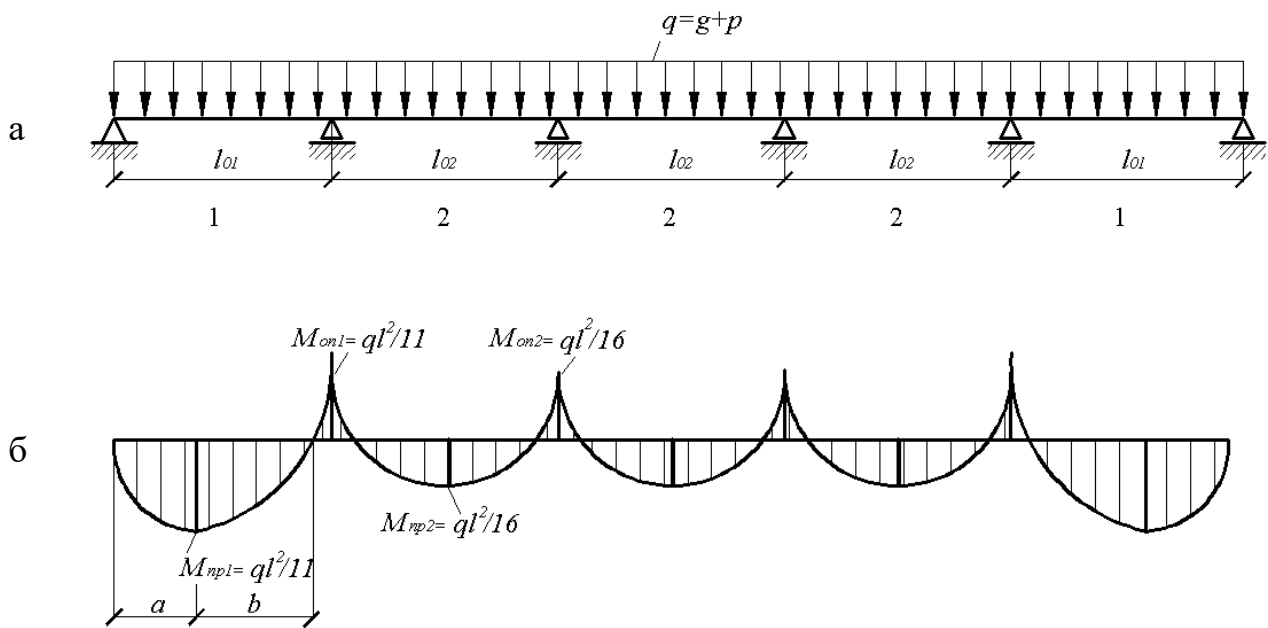 q=g+p
а
l01 l02 l02 l02 l01
1 2 2 2 1
Mоп1= ql²/11 Mоп2= ql²/16
б
Mпр2= ql²/16
Mпр1= ql²/11
a b